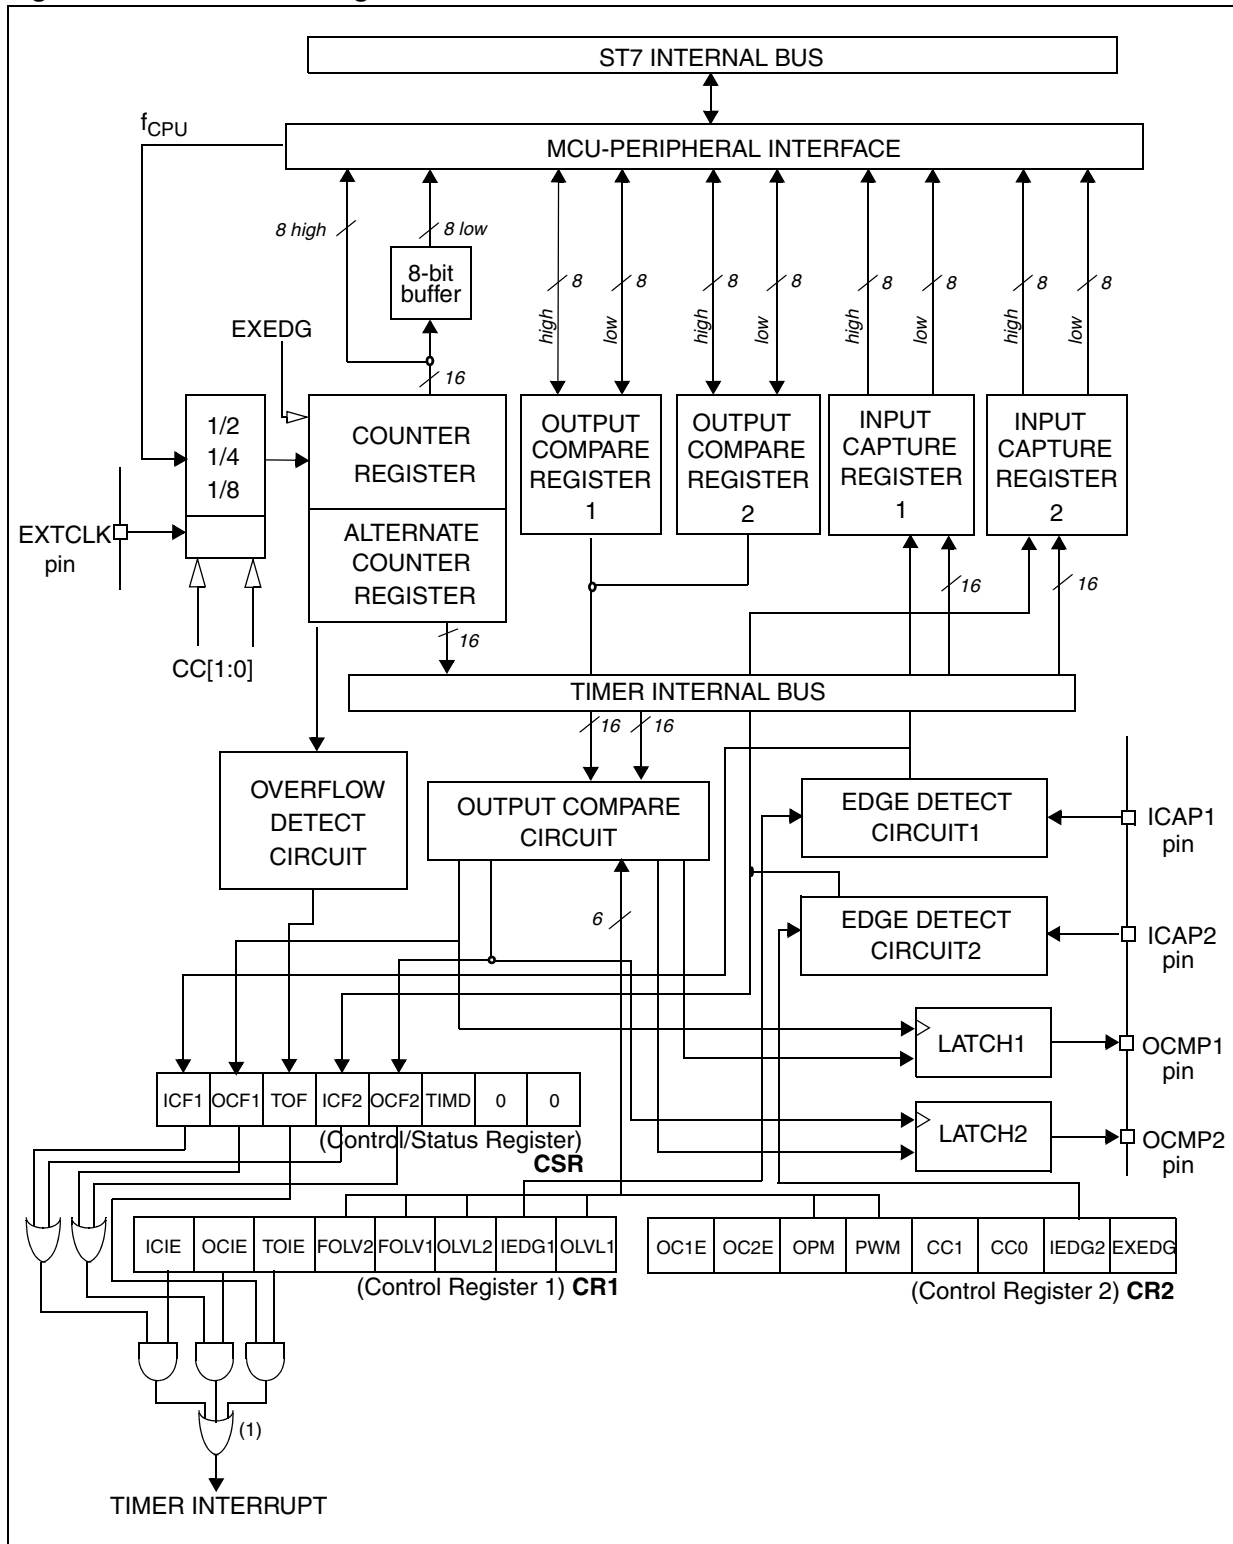 ST7 INTERNAL BUS
fCPU
MCU-PERIPHERAL INTERFACE
8 high
8 low
8-bit
buffer
8
8
8
8
8
8
8
8
high
low
high
low
high
low
high
low
EXEDG
16
1/2
1/4
1/8
COUNTER
REGISTER
ALTERNATE
COUNTER
REGISTER
OUTPUT
COMPARE
REGISTER
1
OUTPUT
COMPARE
REGISTER
2
INPUT
CAPTURE
REGISTER
1
INPUT
CAPTURE
REGISTER
2
EXTCLK
pin
CC[1:0]
16
16
16
TIMER INTERNAL BUS
16
16
OVERFLOW
DETECT
CIRCUIT
OUTPUT COMPARE
CIRCUIT
EDGE DETECT
CIRCUIT1
ICAP1
pin
6
EDGE DETECT
CIRCUIT2
ICAP2
pin
LATCH1
OCMP1
pin
LATCH2
OCMP2
pin
ICF1 OCF1 TOF ICF2 OCF2 TIMD 0 0
(Control/Status Register)
CSR
ICIE OCIE TOIE FOLV2 FOLV1 OLVL2 IEDG1 OLVL1
(Control Register 1) CR1
OC1E OC2E OPM PWM CC1 CC0 IEDG2 EXEDG
(Control Register 2) CR2
(1)
TIMER INTERRUPT